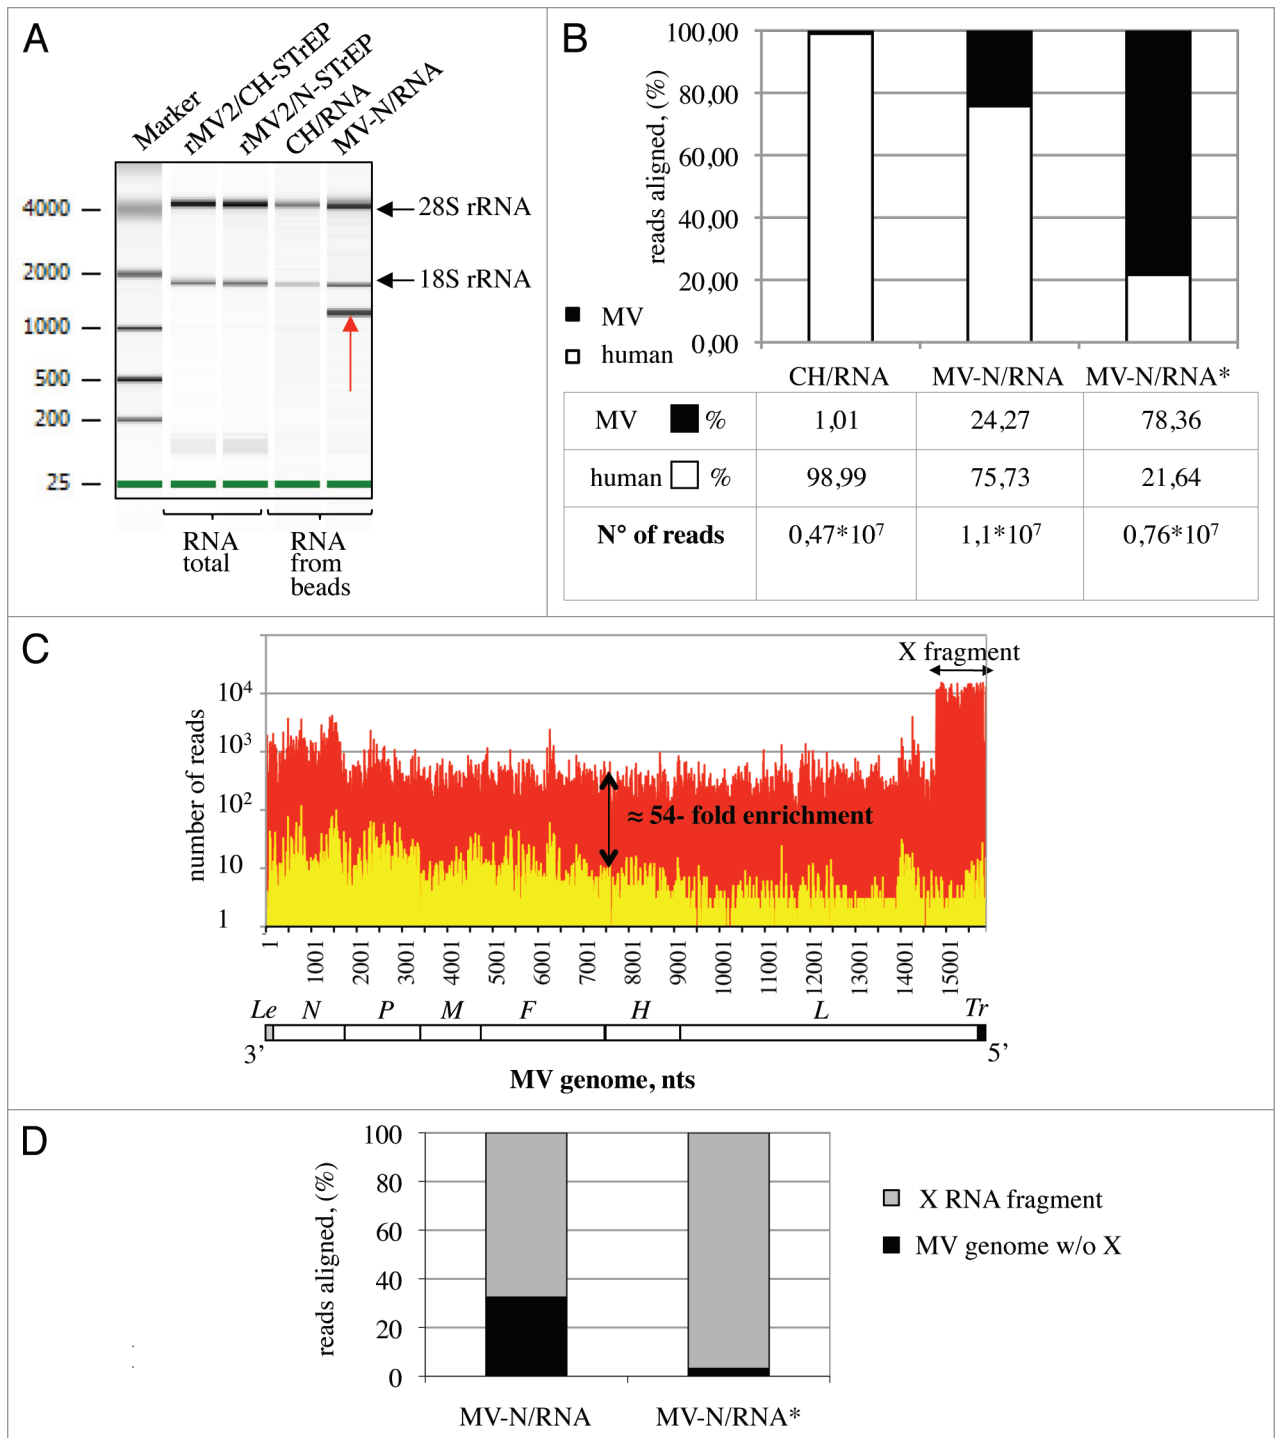 A
Marker
rMV2/CH-STrEP
rMV2/N-STrEP
CH/RNA
MV-N/RNA
4000
2000
1000
500
200
25
28S rRNA
18S rRNA
RNA total
RNA from beads
B
reads aligned, (%)
100,00
80,00
60,00
40,00
20,00
0,00
MV
human
CH/RNA MV-N/RNA MV-N/RNA*
MV % 1,01 24,27 78,36
human % 98,99 75,73 21,64
N° of reads 0,47*10⁷ 1,1*10⁷ 0,76*10⁷
C
X fragment
number of reads
10⁴
10³
10²
10
1
≈ 54- fold enrichment
1 1001 2001 3001 4001 5001 6001 7001 8001 9001 10001 11001 12001 13001 14001 15001
Le N P M F H L Tr
3’ 5’
MV genome, nts
D
reads aligned, (%)
100
80
60
40
20
0
MV-N/RNA MV-N/RNA*
X RNA fragment
MV genome w/o X